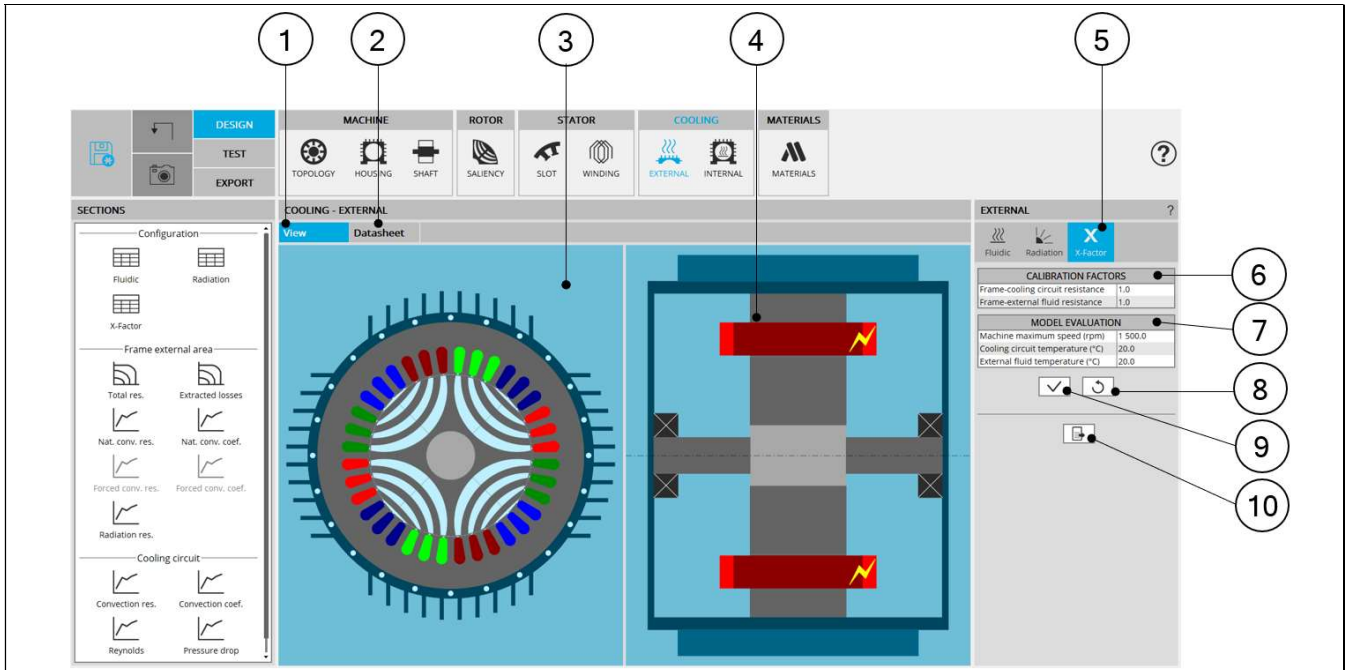 1
2
3
4
5
DESIGN
TEST
EXPORT
MACHINE
ROTOR
STATOR
COOLING
MATERIALS
TOPOLOGY
HOUSING
SHAFT
SALIENCY
SLOT
WINDING
EXTERNAL
INTERNAL
MATERIALS
?
SECTIONS
COOLING - EXTERNAL
EXTERNAL
?
View
Datasheet
Configuration
Fluidic
Radiation
X-Factor
Frame external area
Total res.
Extracted losses
Nat. conv. res.
Nat. conv. coef.
Forced conv. res.
Forced conv. coef.
Radiation res.
Cooling circuit
Convection res.
Convection coef.
Reynolds
Pressure drop
X
Fluidic
Radiation
X-Factor
CALIBRATION FACTORS
Frame-cooling circuit resistance 1.0
Frame-external fluid resistance 1.0
MODEL EVALUATION
Machine maximum speed (rpm) 1 500.0
Cooling circuit temperature (°C) 20.0
External fluid temperature (°C) 20.0
6
7
8
9
10